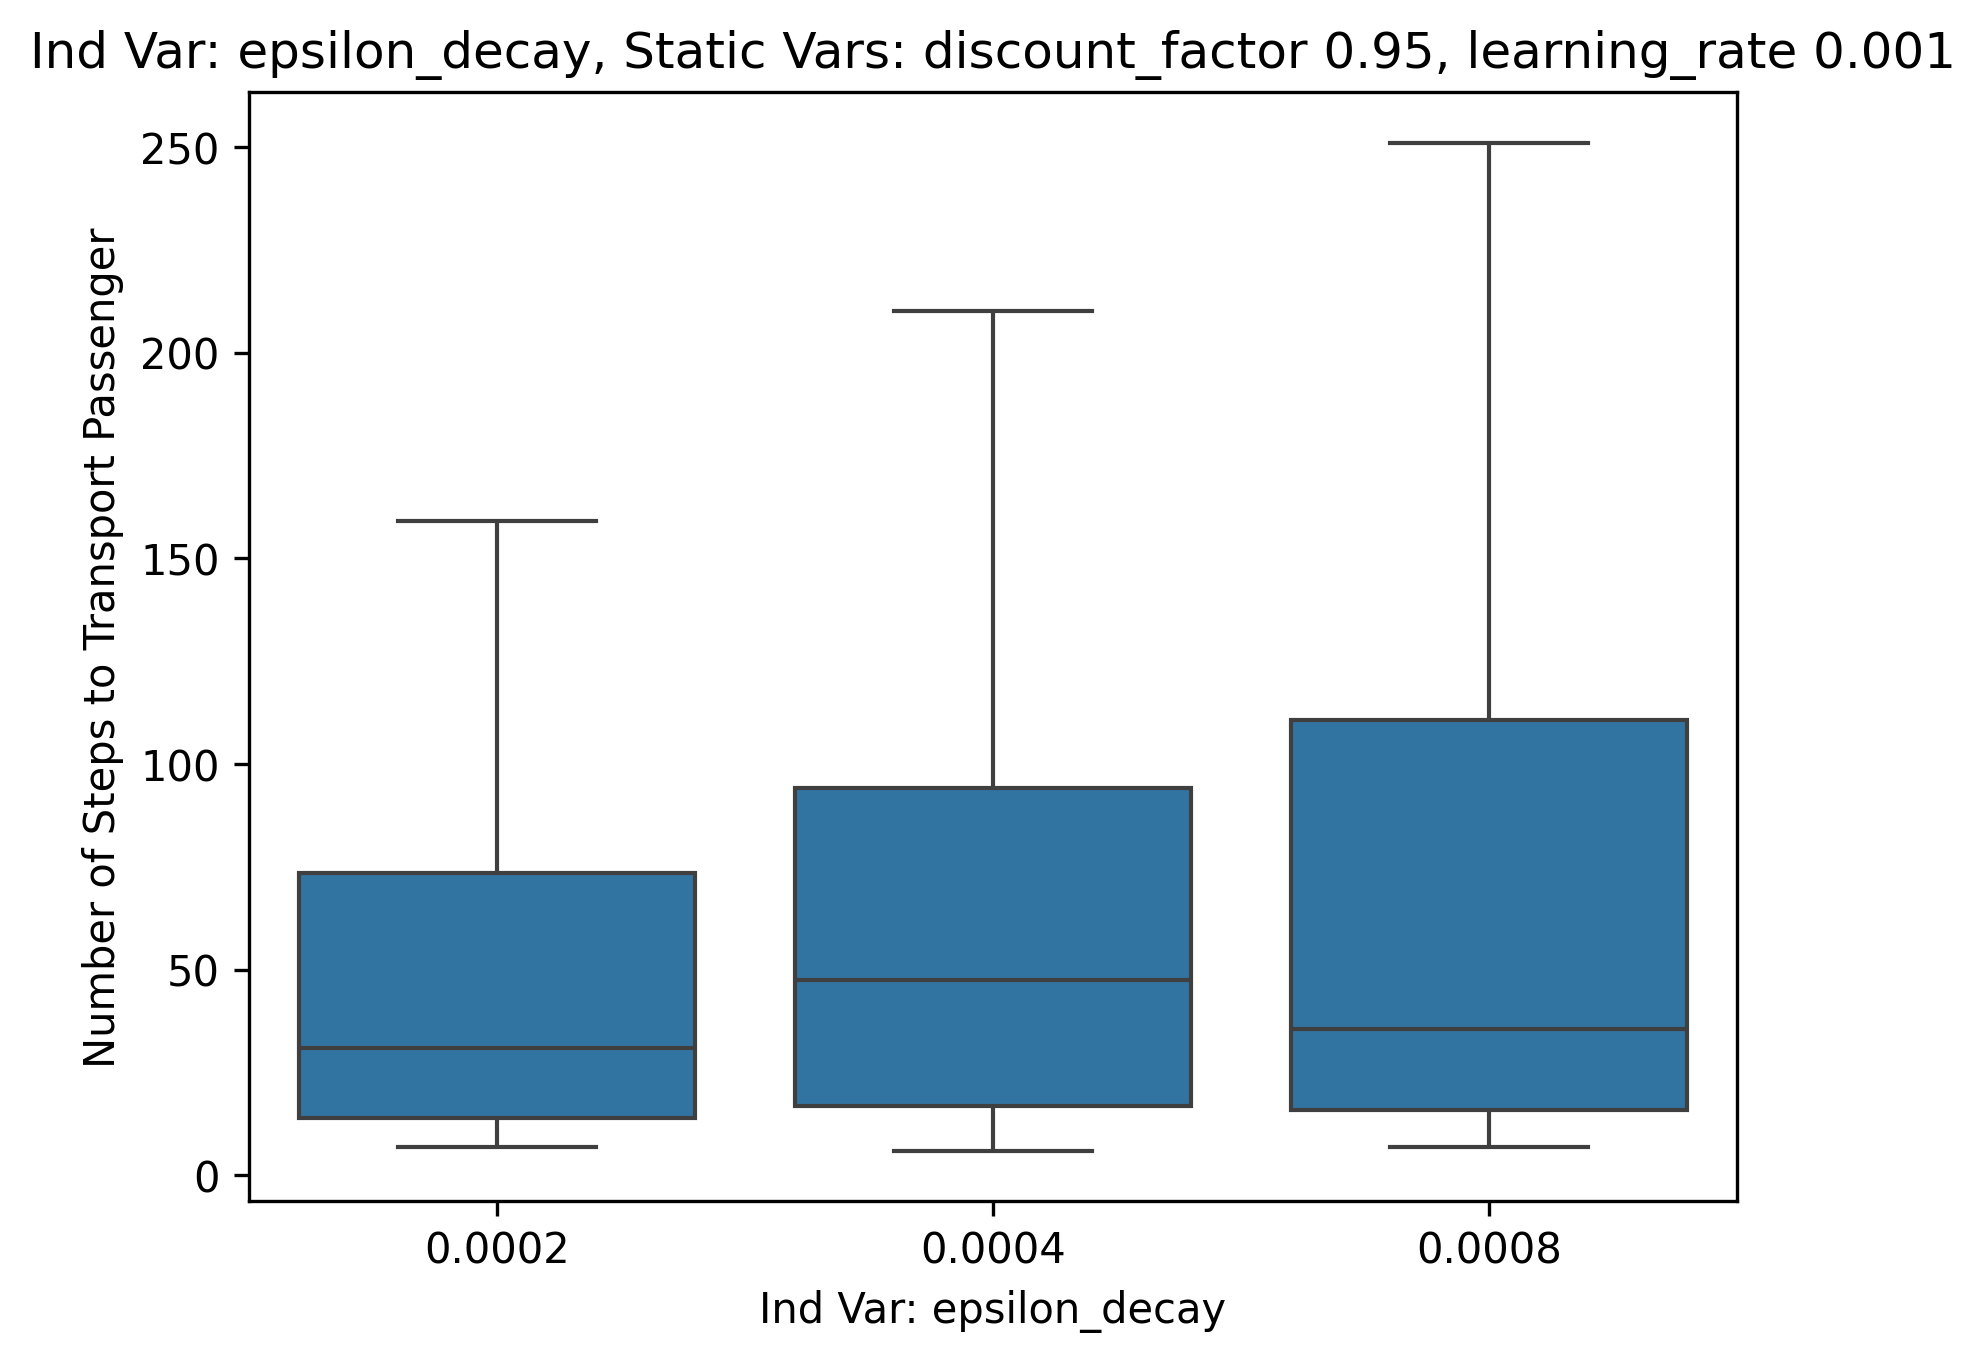 Ind Var: epsilon_decay, Static Vars: discount_factor 0.95, learning_rate 0.001
Number of Steps to Transport Passenger
250
200
150
100
50
0
0.0002 0.0004 0.0008
Ind Var: epsilon_decay